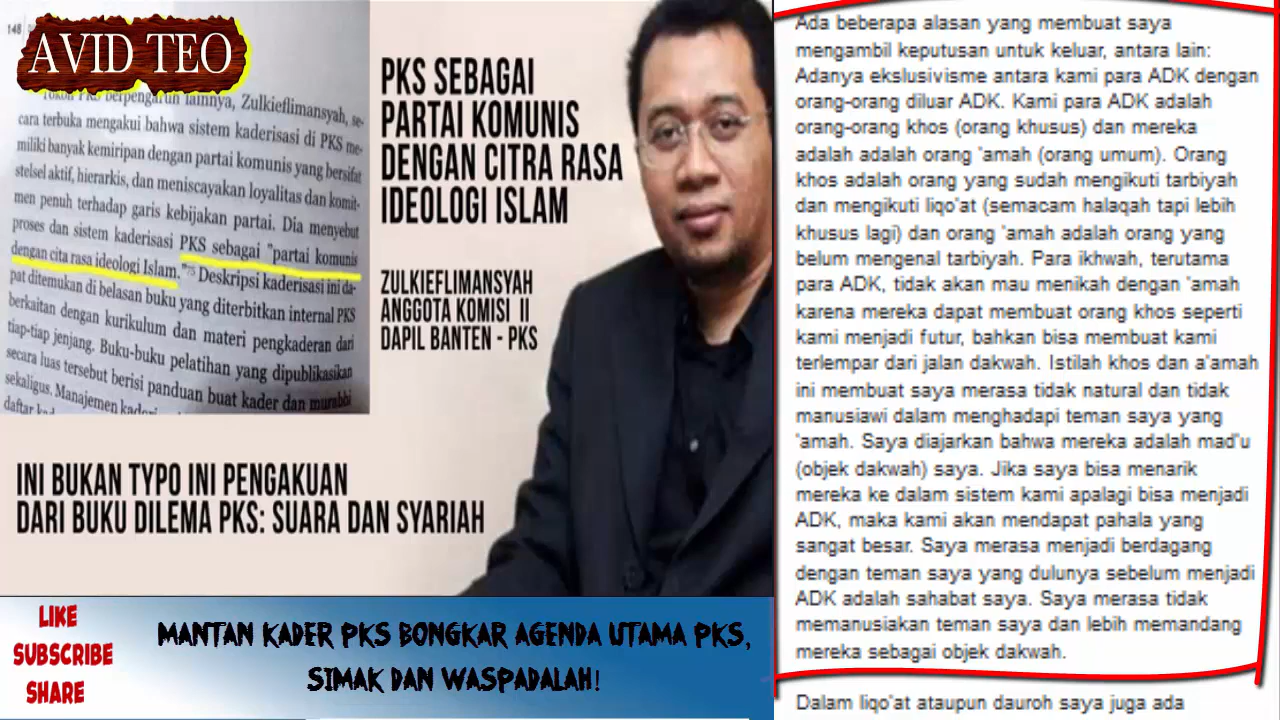 148
AVID TEO
Tokoh PKS berpengaruh lainnya, Zulkieflimansyah, se-
cara terbuka mengakui bahwa sistem kaderisasi di PKS me-
miliki banyak kemiripan dengan partai komunis yang bersifat
stelsel aktif, hierarkis, dan meniscayakan loyalitas dan komit-
men penuh terhadap garis kebijakan partai. Dia menyebut
proses dan sistem kaderisasi PKS sebagai "partai komunis
dengan cita rasa ideologi Islam."75 Deskripsi kaderisasi ini da-
pat ditemukan di belasan buku yang diterbitkan internal PKS
berkaitan dengan kurikulum dan materi pengkaderan dari
tiap-tiap jenjang. Buku-buku pelatihan yang dipublikasikan
secara luas tersebut berisi panduan buat kader dan murabbi
sekaligus. Manajemen kaderi
daftar
PKS SEBAGAI
PARTAI KOMUNIS
DENGAN CITRA RASA
IDEOLOGI ISLAM
ZULKIEFLIMANSYAH
ANGGOTA KOMISI II
DAPIL BANTEN - PKS
INI BUKAN TYPO INI PENGAKUAN
DARI BUKU DILEMA PKS: SUARA DAN SYARIAH
LIKE
SUBSCRIBE
SHARE
MANTAN KADER PKS BONGKAR AGENDA UTAMA PKS,
SIMAK DAN WASPADALAH!
Ada beberapa alasan yang membuat saya
mengambil keputusan untuk keluar, antara lain:
Adanya ekslusivisme antara kami para ADK dengan
orang-orang diluar ADK. Kami para ADK adalah
orang-orang khos (orang khusus) dan mereka
adalah adalah orang 'amah (orang umum). Orang
khos adalah orang yang sudah mengikuti tarbiyah
dan mengikuti liqo'at (semacam halaqah tapi lebih
khusus lagi) dan orang 'amah adalah orang yang
belum mengenal tarbiyah. Para ikhwah, terutama
para ADK, tidak akan mau menikah dengan 'amah
karena mereka dapat membuat orang khos seperti
kami menjadi futur, bahkan bisa membuat kami
terlempar dari jalan dakwah. Istilah khos dan a'amah
ini membuat saya merasa tidak natural dan tidak
manusiawi dalam menghadapi teman saya yang
'amah. Saya diajarkan bahwa mereka adalah mad'u
(objek dakwah) saya. Jika saya bisa menarik
mereka ke dalam sistem kami apalagi bisa menjadi
ADK, maka kami akan mendapat pahala yang
sangat besar. Saya merasa menjadi berdagang
dengan teman saya yang dulunya sebelum menjadi
ADK adalah sahabat saya. Saya merasa tidak
memanusiakan teman saya dan lebih memandang
mereka sebagai objek dakwah.
Dalam liqo'at ataupun dauroh saya juga ada